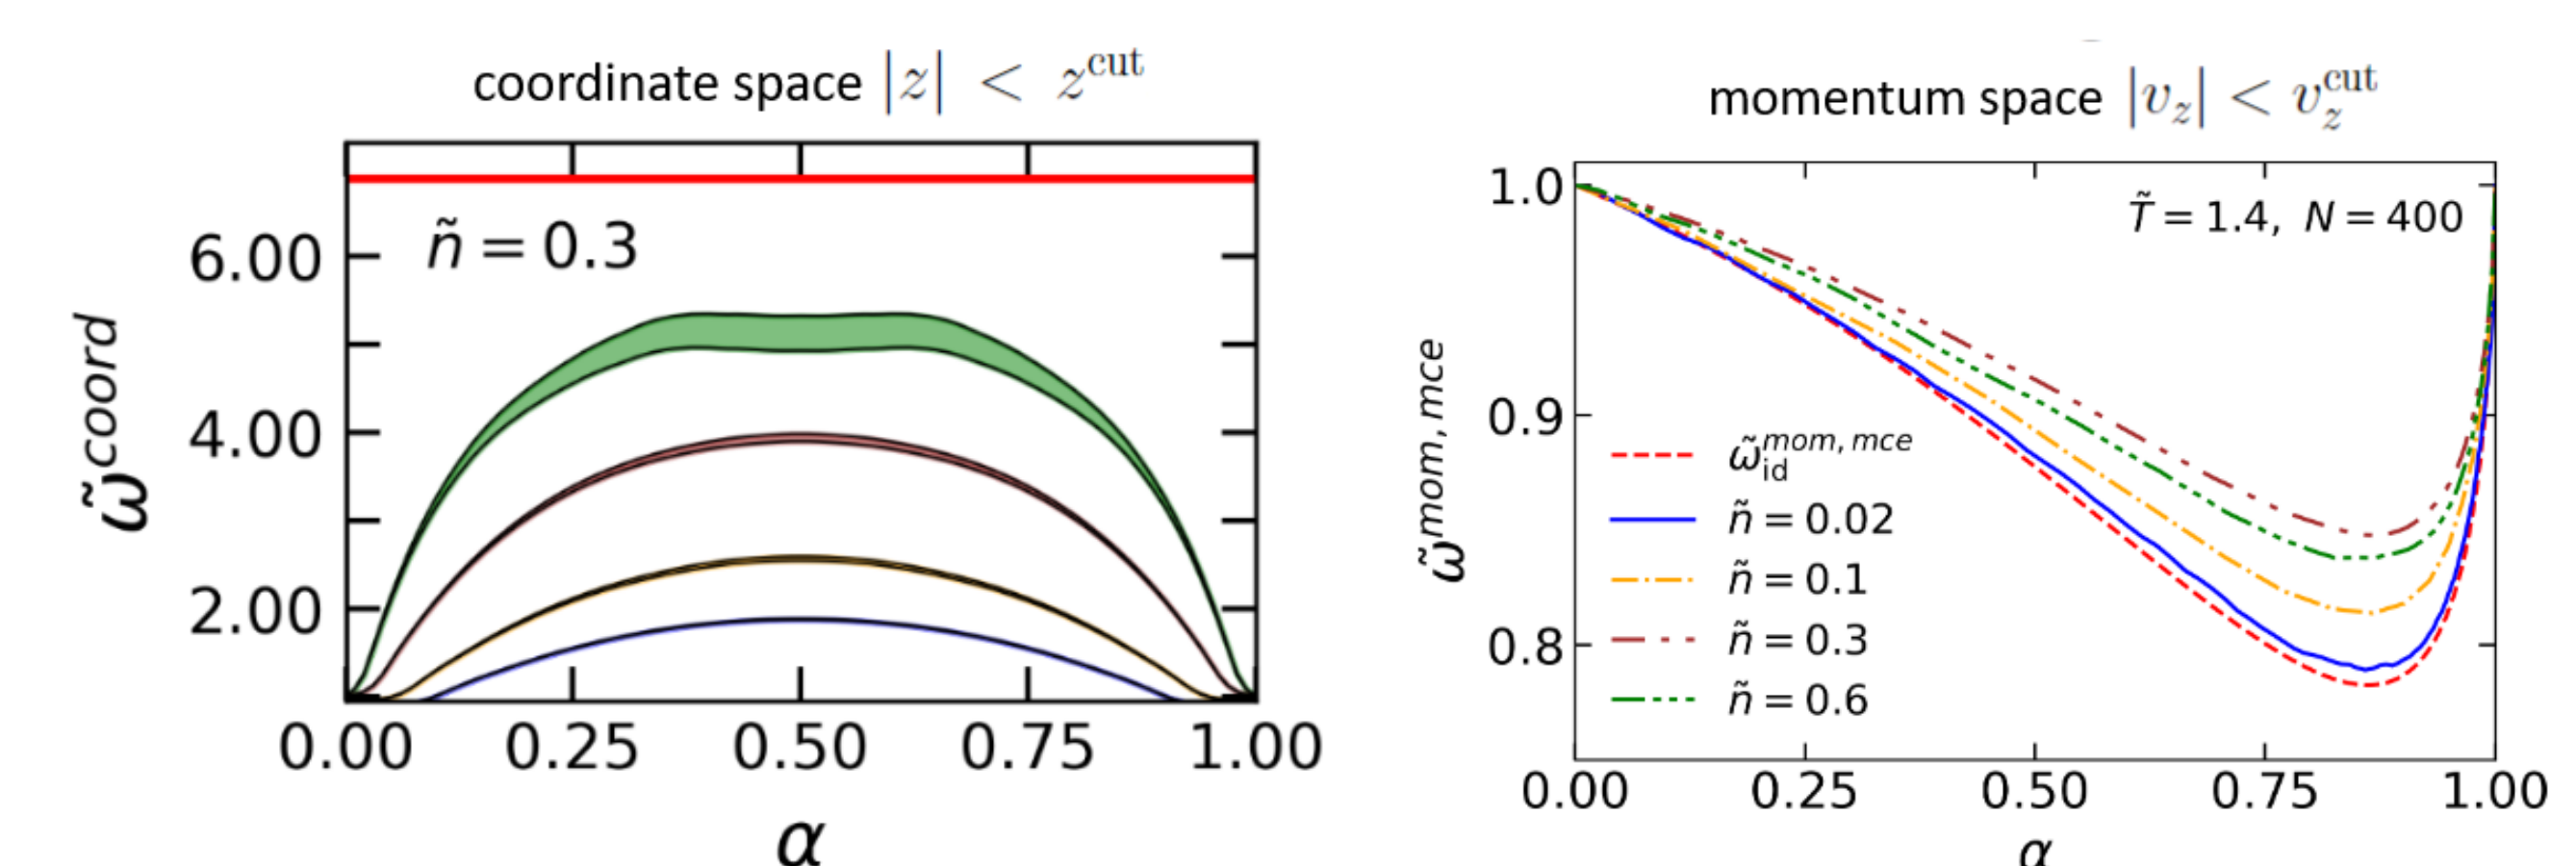 coordinate space |z| < z^cut
ñ = 0.3
6.00
4.00
2.00
ω̃^coord
0.00 0.25 0.50 0.75 1.00
α
momentum space |v_z| < v_z^cut
T̃ = 1.4, N = 400
1.0
0.9
0.8
ω̃^mom, mce
ω̃_id^mom, mce
ñ = 0.02
ñ = 0.1
ñ = 0.3
ñ = 0.6
0.00 0.25 0.50 0.75 1.00
α